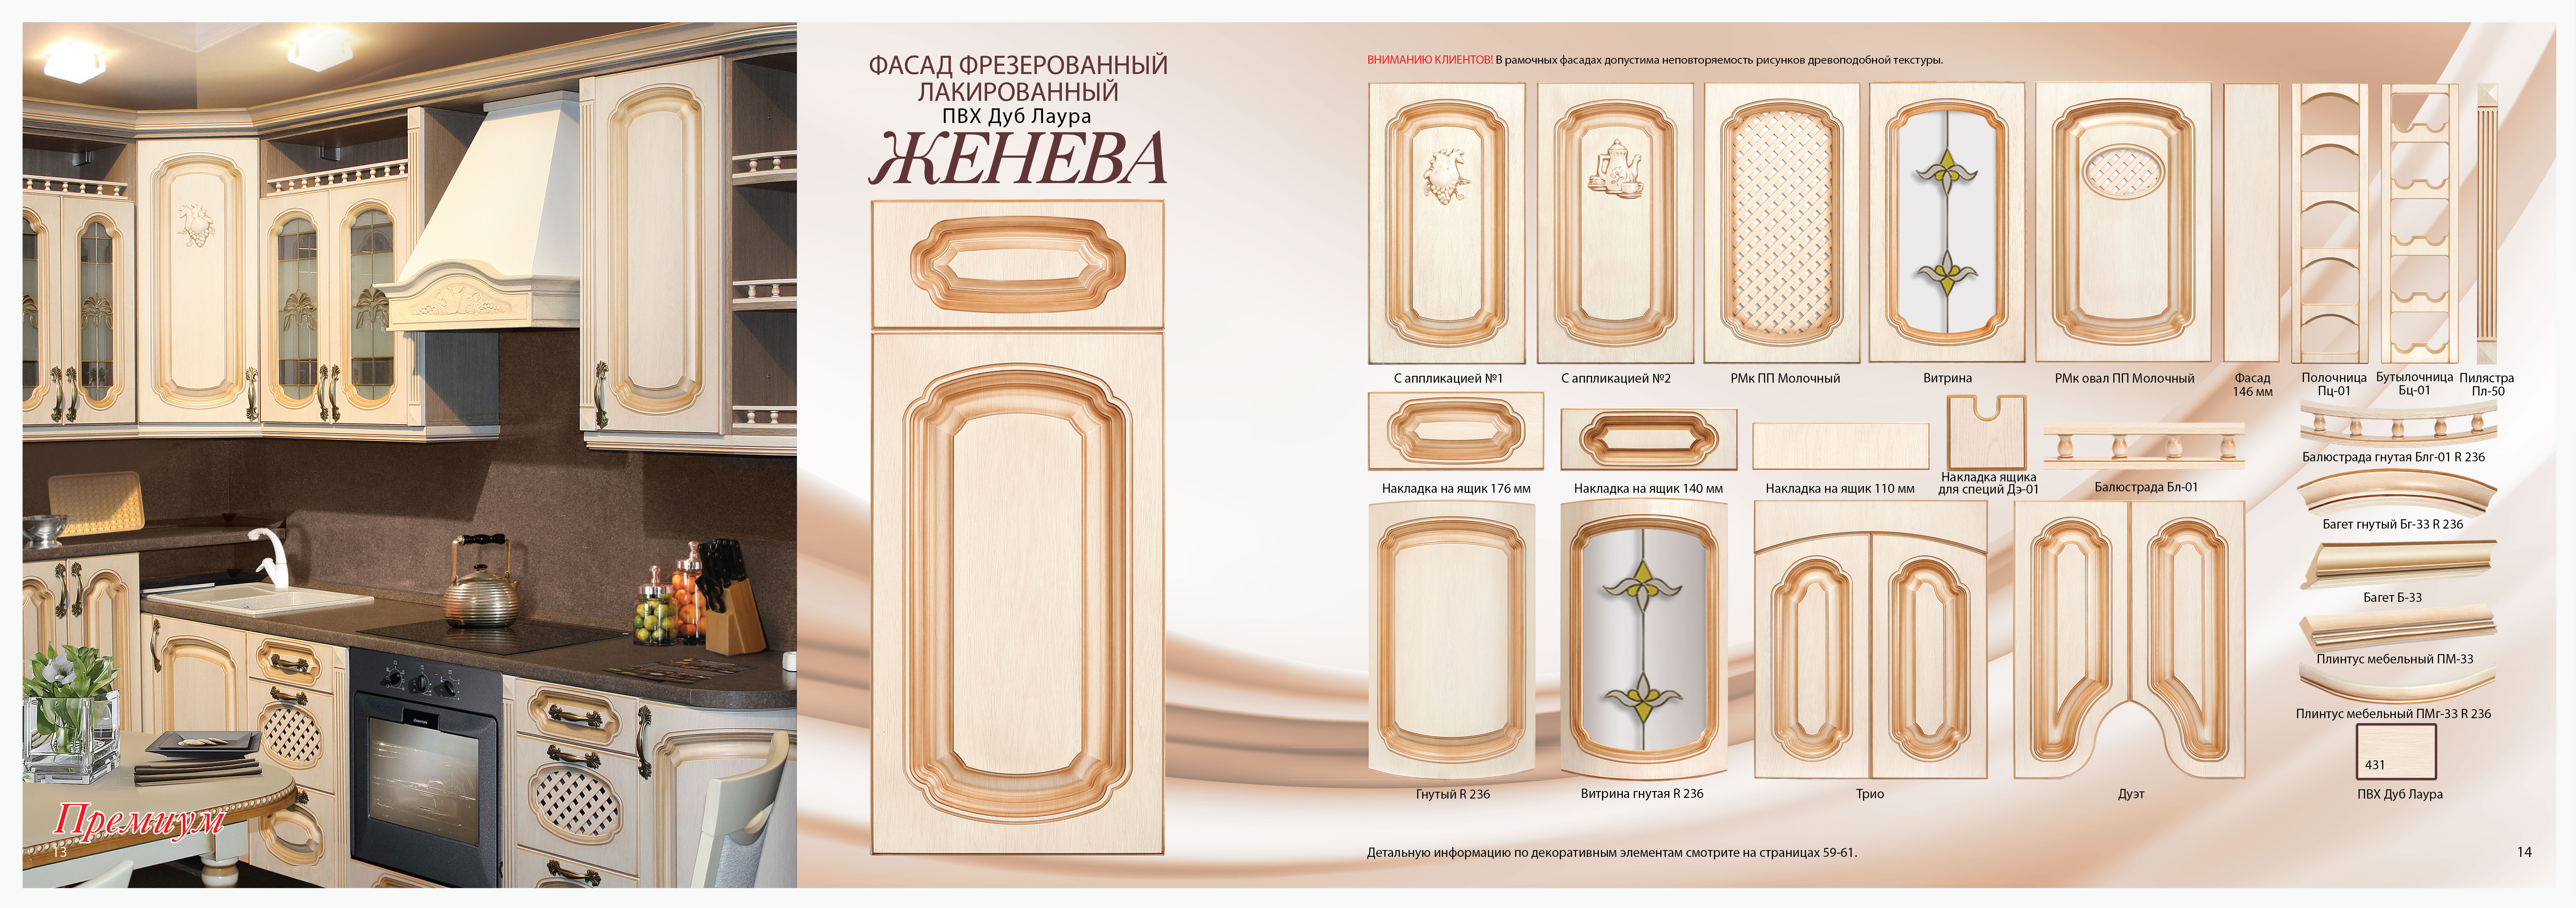 Премиум
13
ФАСАД ФРЕЗЕРОВАННЫЙ
ЛАКИРОВАННЫЙ
ПВХ Дуб Лаура
ЖЕНЕВА
ВНИМАНИЮ КЛИЕНТОВ! В рамочных фасадах допустима неповторяемость рисунков древоподобной текстуры.
С аппликацией №1
С аппликацией №2
РМк ПП Молочный
Витрина
РМк овал ПП Молочный
Фасад
146 мм
Полочница
Пц-01
Бутылочница
Бц-01
Пилястра
Пл-50
Накладка на ящик 176 мм
Накладка на ящик 140 мм
Накладка на ящик 110 мм
Накладка ящика
для специй Дэ-01
Балюстрада Бл-01
Балюстрада гнутая Блг-01 R 236
Багет гнутый Бг-33 R 236
Багет Б-33
Плинтус мебельный ПМ-33
Плинтус мебельный ПМг-33 R 236
431
ПВХ Дуб Лаура
Гнутый R 236
Витрина гнутая R 236
Трио
Дуэт
Детальную информацию по декоративным элементам смотрите на страницах 59-61.
14